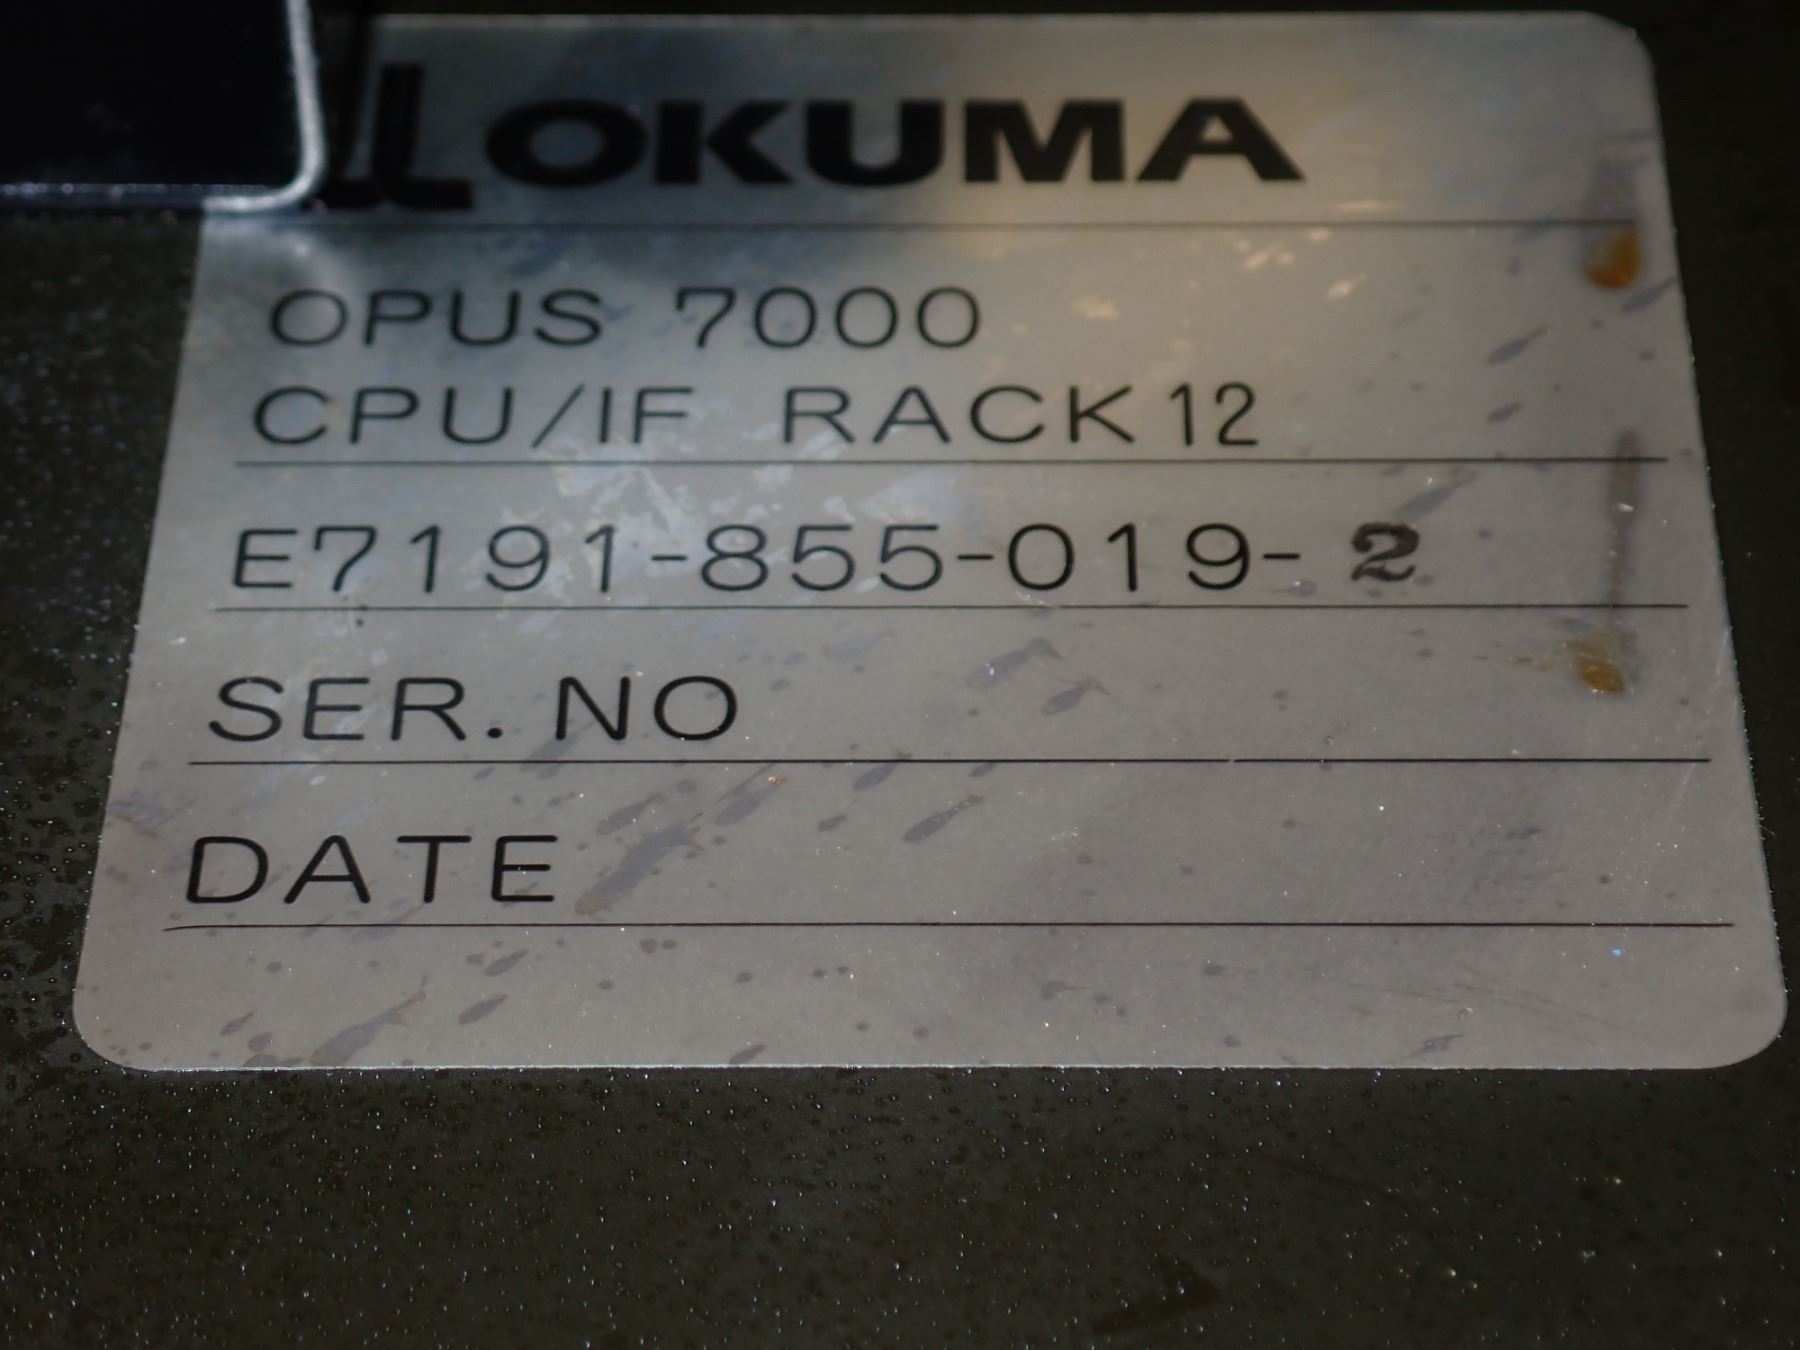 OKUMA
OPUS 7000
CPU/IF RACK12
E7191-855-019-2
SER. NO
DATE